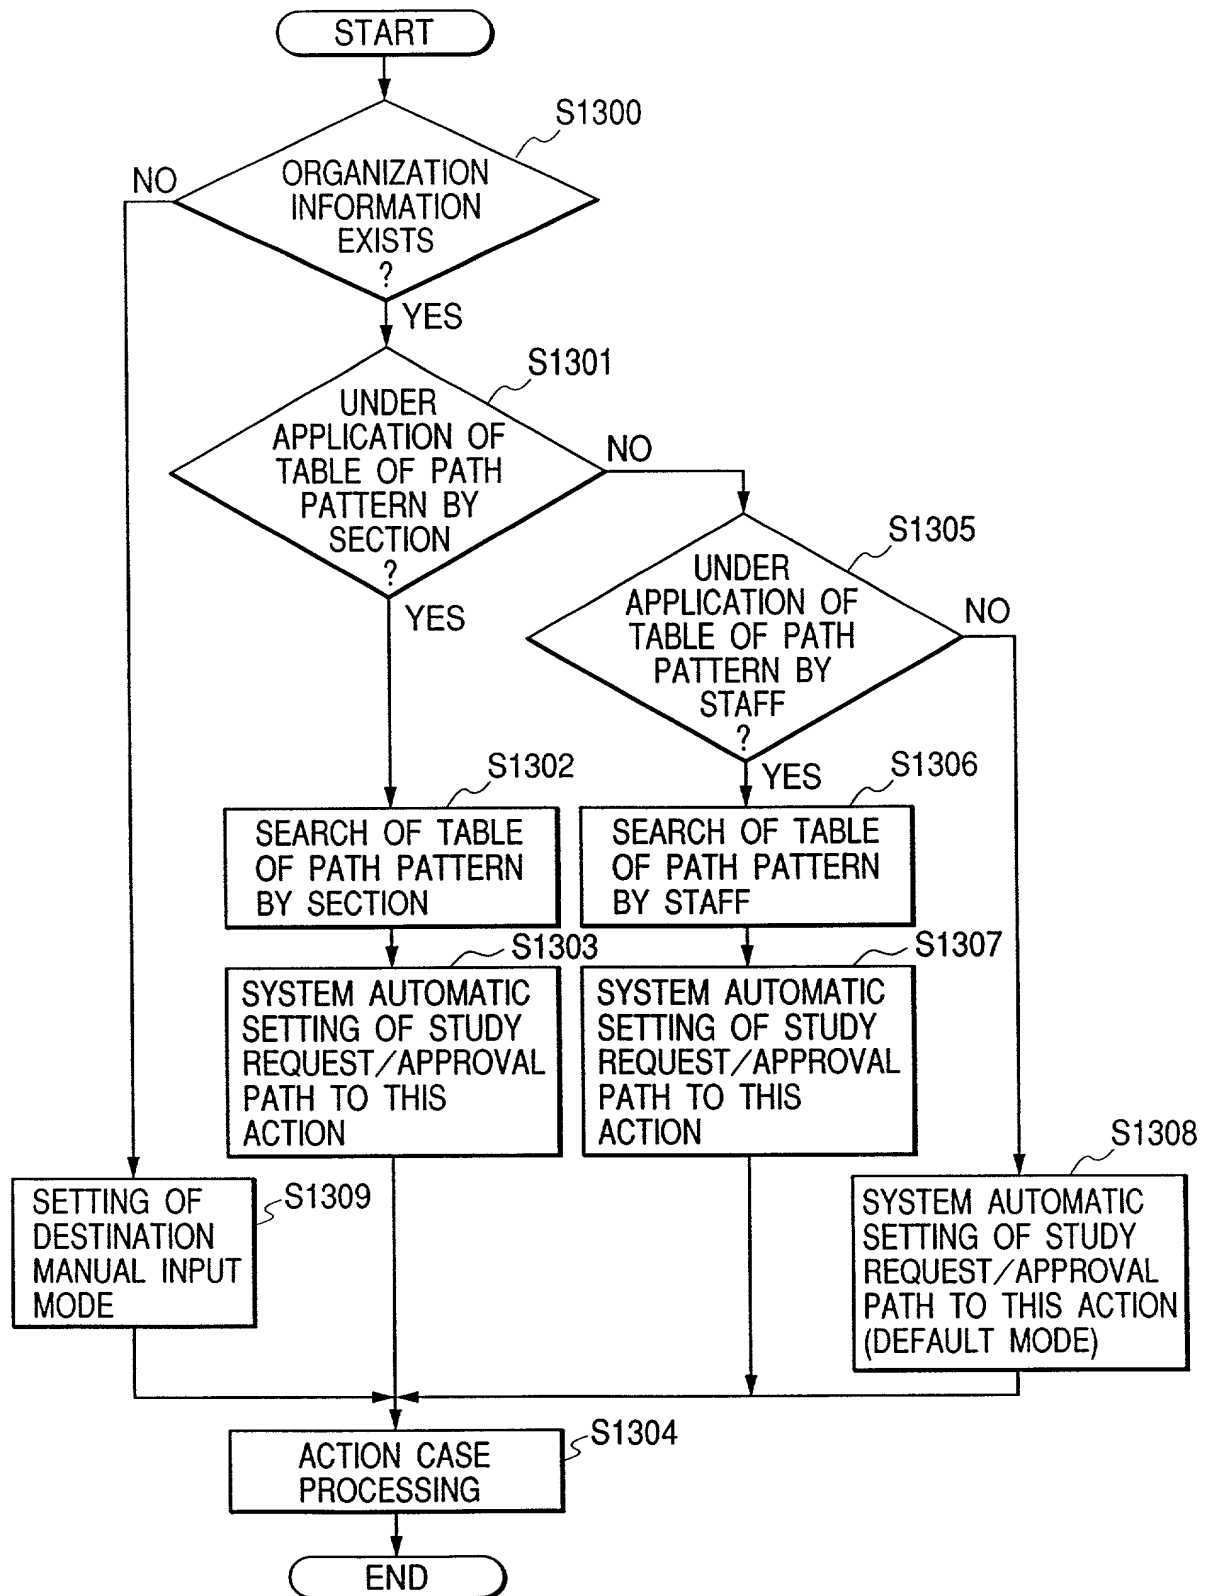 START
S1300
NO
ORGANIZATION
INFORMATION
EXISTS
?
YES
S1301
UNDER
APPLICATION OF
TABLE OF PATH
PATTERN BY
SECTION
?
NO
YES
S1305
UNDER
APPLICATION OF
TABLE OF PATH
PATTERN BY
STAFF
?
NO
YES
S1302
SEARCH OF TABLE
OF PATH PATTERN
BY SECTION
S1306
SEARCH OF TABLE
OF PATH PATTERN
BY STAFF
S1303
SYSTEM AUTOMATIC
SETTING OF STUDY
REQUEST/APPROVAL
PATH TO THIS
ACTION
S1307
SYSTEM AUTOMATIC
SETTING OF STUDY
REQUEST/APPROVAL
PATH TO THIS
ACTION
S1309
SETTING OF
DESTINATION
MANUAL INPUT
MODE
S1308
SYSTEM AUTOMATIC
SETTING OF STUDY
REQUEST/APPROVAL
PATH TO THIS ACTION
(DEFAULT MODE)
S1304
ACTION CASE
PROCESSING
END